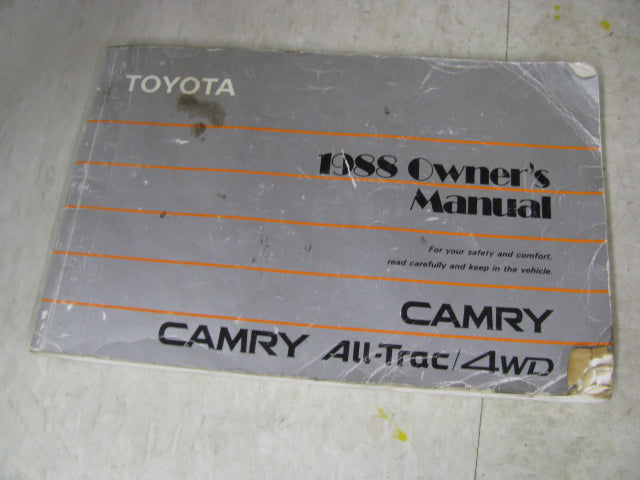 TOYOTA
1988 Owner's
Manual
For your safety and comfort,
read carefully and keep in the vehicle.
CAMRY
CAMRY All-Trac/4WD